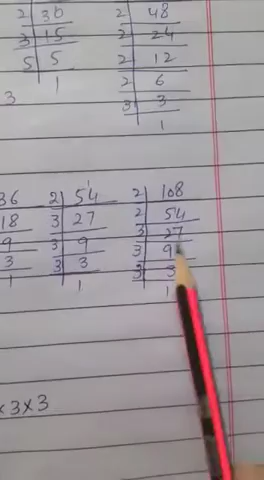 2 30 2 48
3 15 2 24
5 5 2 12
1 2 6
3 3 3
1
36 2 54 2 108
18 3 27 2 54
9 3 9 3 27
3 3 3 3 9
1 1 3 3
1
×3×3